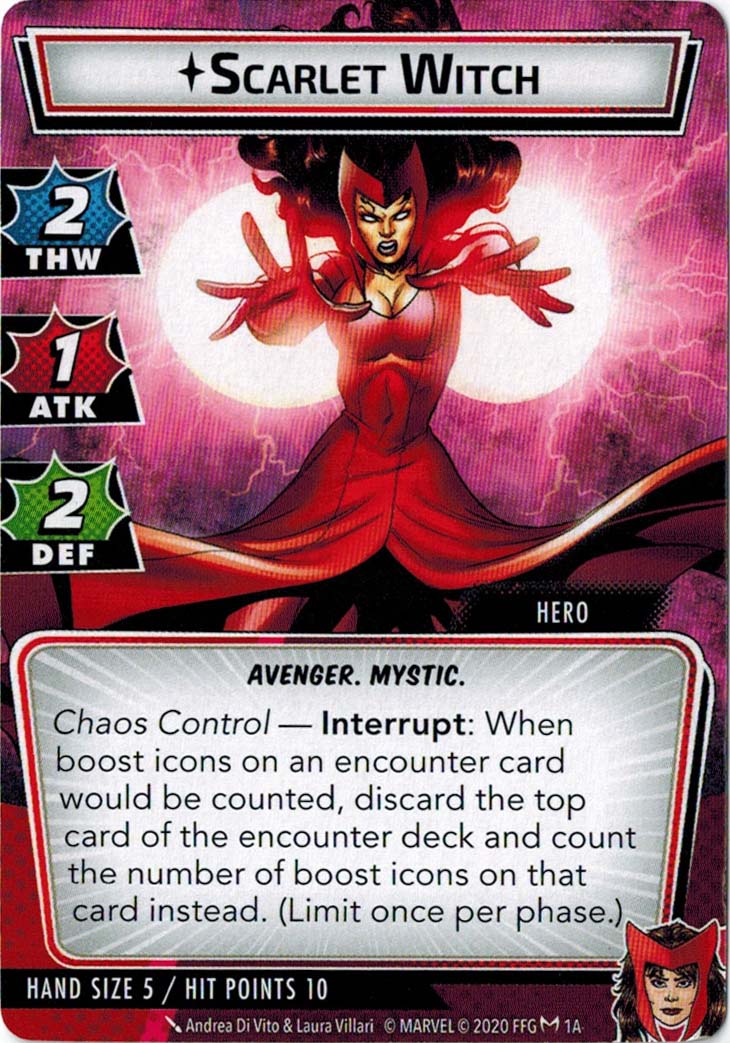 SCARLET WITCH
2
THW
1
ATK
2
DEF
HERO
AVENGER. MYSTIC.
Chaos Control — Interrupt: When
boost icons on an encounter card
would be counted, discard the top
card of the encounter deck and count
the number of boost icons on that
card instead. (Limit once per phase.)
HAND SIZE 5 / HIT POINTS 10
Andrea Di Vito & Laura Villari © MARVEL © 2020 FFG 1A